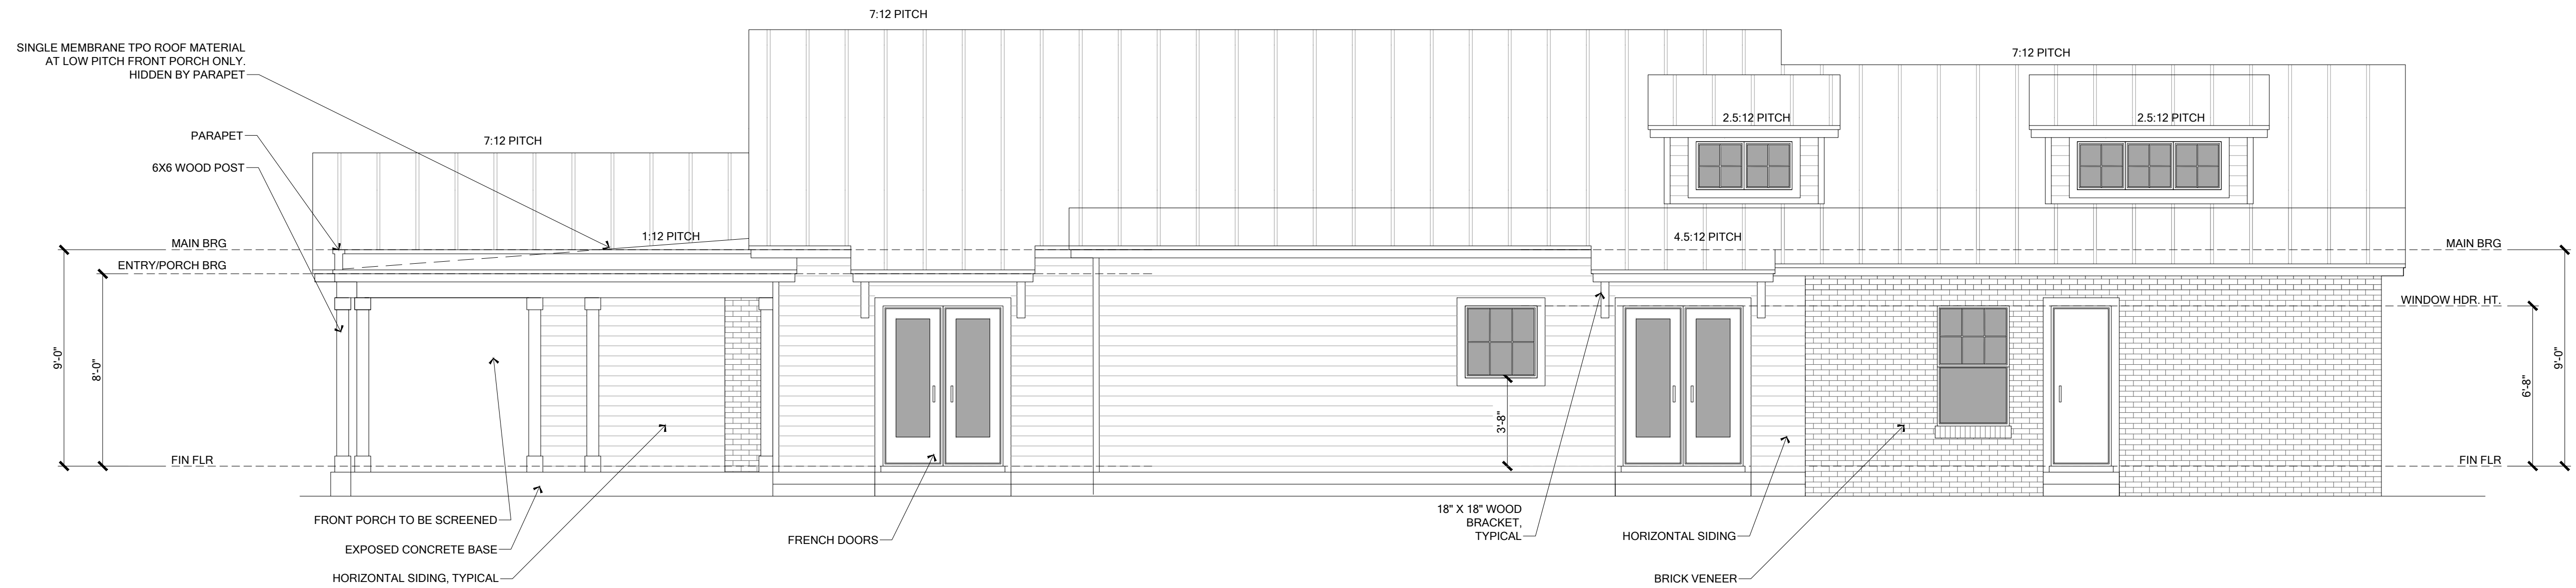 7:12 PITCH
SINGLE MEMBRANE TPO ROOF MATERIAL
AT LOW PITCH FRONT PORCH ONLY.
HIDDEN BY PARAPET
7:12 PITCH
2.5:12 PITCH
2.5:12 PITCH
PARAPET
7:12 PITCH
6X6 WOOD POST
1:12 PITCH
4.5:12 PITCH
MAIN BRG
MAIN BRG
ENTRY/PORCH BRG
WINDOW HDR. HT.
9'-0"
8'-0"
6'-8"
9'-0"
3'-8"
FIN FLR
FIN FLR
FRONT PORCH TO BE SCREENED
EXPOSED CONCRETE BASE
HORIZONTAL SIDING, TYPICAL
FRENCH DOORS
18" X 18" WOOD
BRACKET,
TYPICAL
HORIZONTAL SIDING
BRICK VENEER